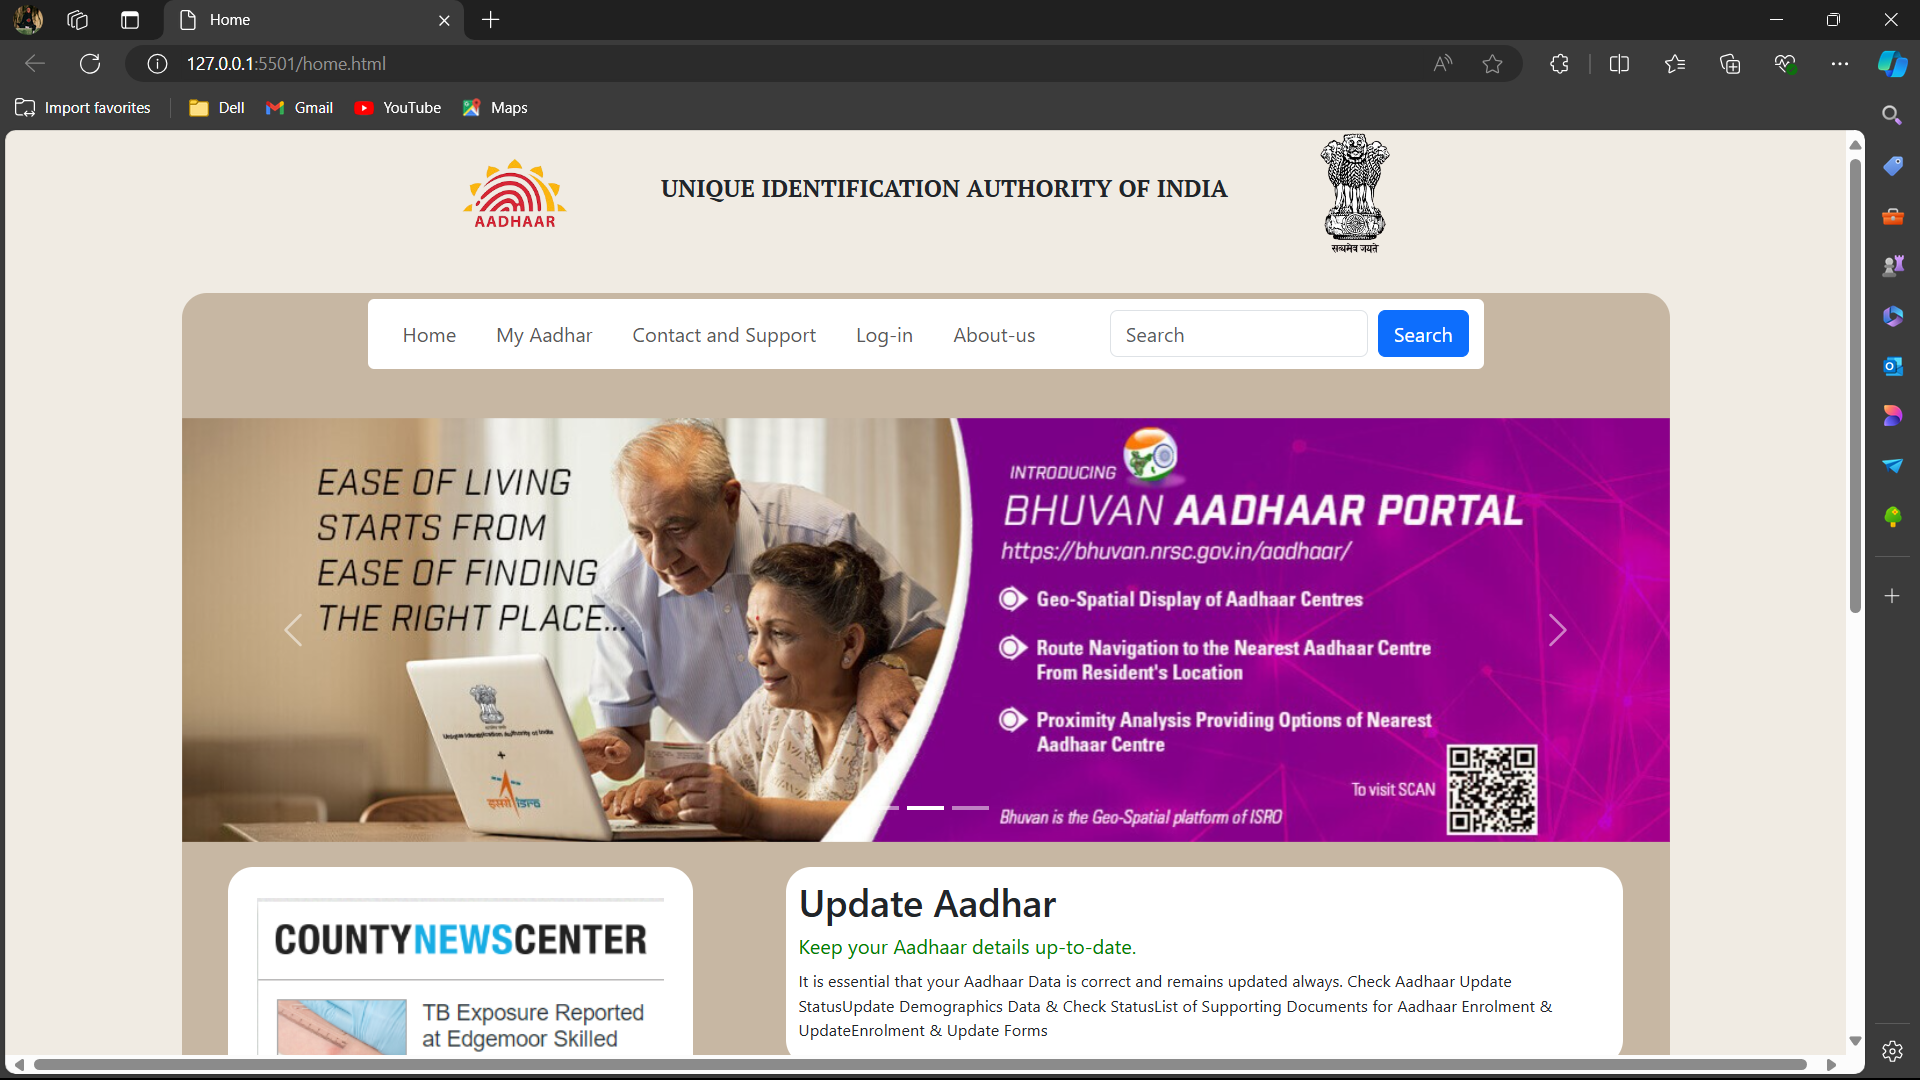 Home
127.0.0.1:5501/home.html
Import favorites
Dell
Gmail
YouTube
Maps
AADHAAR
UNIQUE IDENTIFICATION AUTHORITY OF INDIA
सत्यमेव जयते
Home
My Aadhar
Contact and Support
Log-in
About-us
Search
Search
EASE OF LIVING
STARTS FROM
EASE OF FINDING
THE RIGHT PLACE...
Unique Identification Authority of India
+
इसरो isro
INTRODUCING
BHUVAN AADHAAR PORTAL
https://bhuvan.nrsc.gov.in/aadhaar/
Geo-Spatial Display of Aadhaar Centres
Route Navigation to the Nearest Aadhaar Centre
From Resident's Location
Proximity Analysis Providing Options of Nearest
Aadhaar Centre
To visit SCAN
Bhuvan is the Geo-Spatial platform of ISRO
COUNTYNEWSCENTER
TB Exposure Reported
at Edgemoor Skilled
Update Aadhar
Keep your Aadhaar details up-to-date.
It is essential that your Aadhaar Data is correct and remains updated always. Check Aadhaar Update
StatusUpdate Demographics Data & Check StatusList of Supporting Documents for Aadhaar Enrolment &
UpdateEnrolment & Update Forms